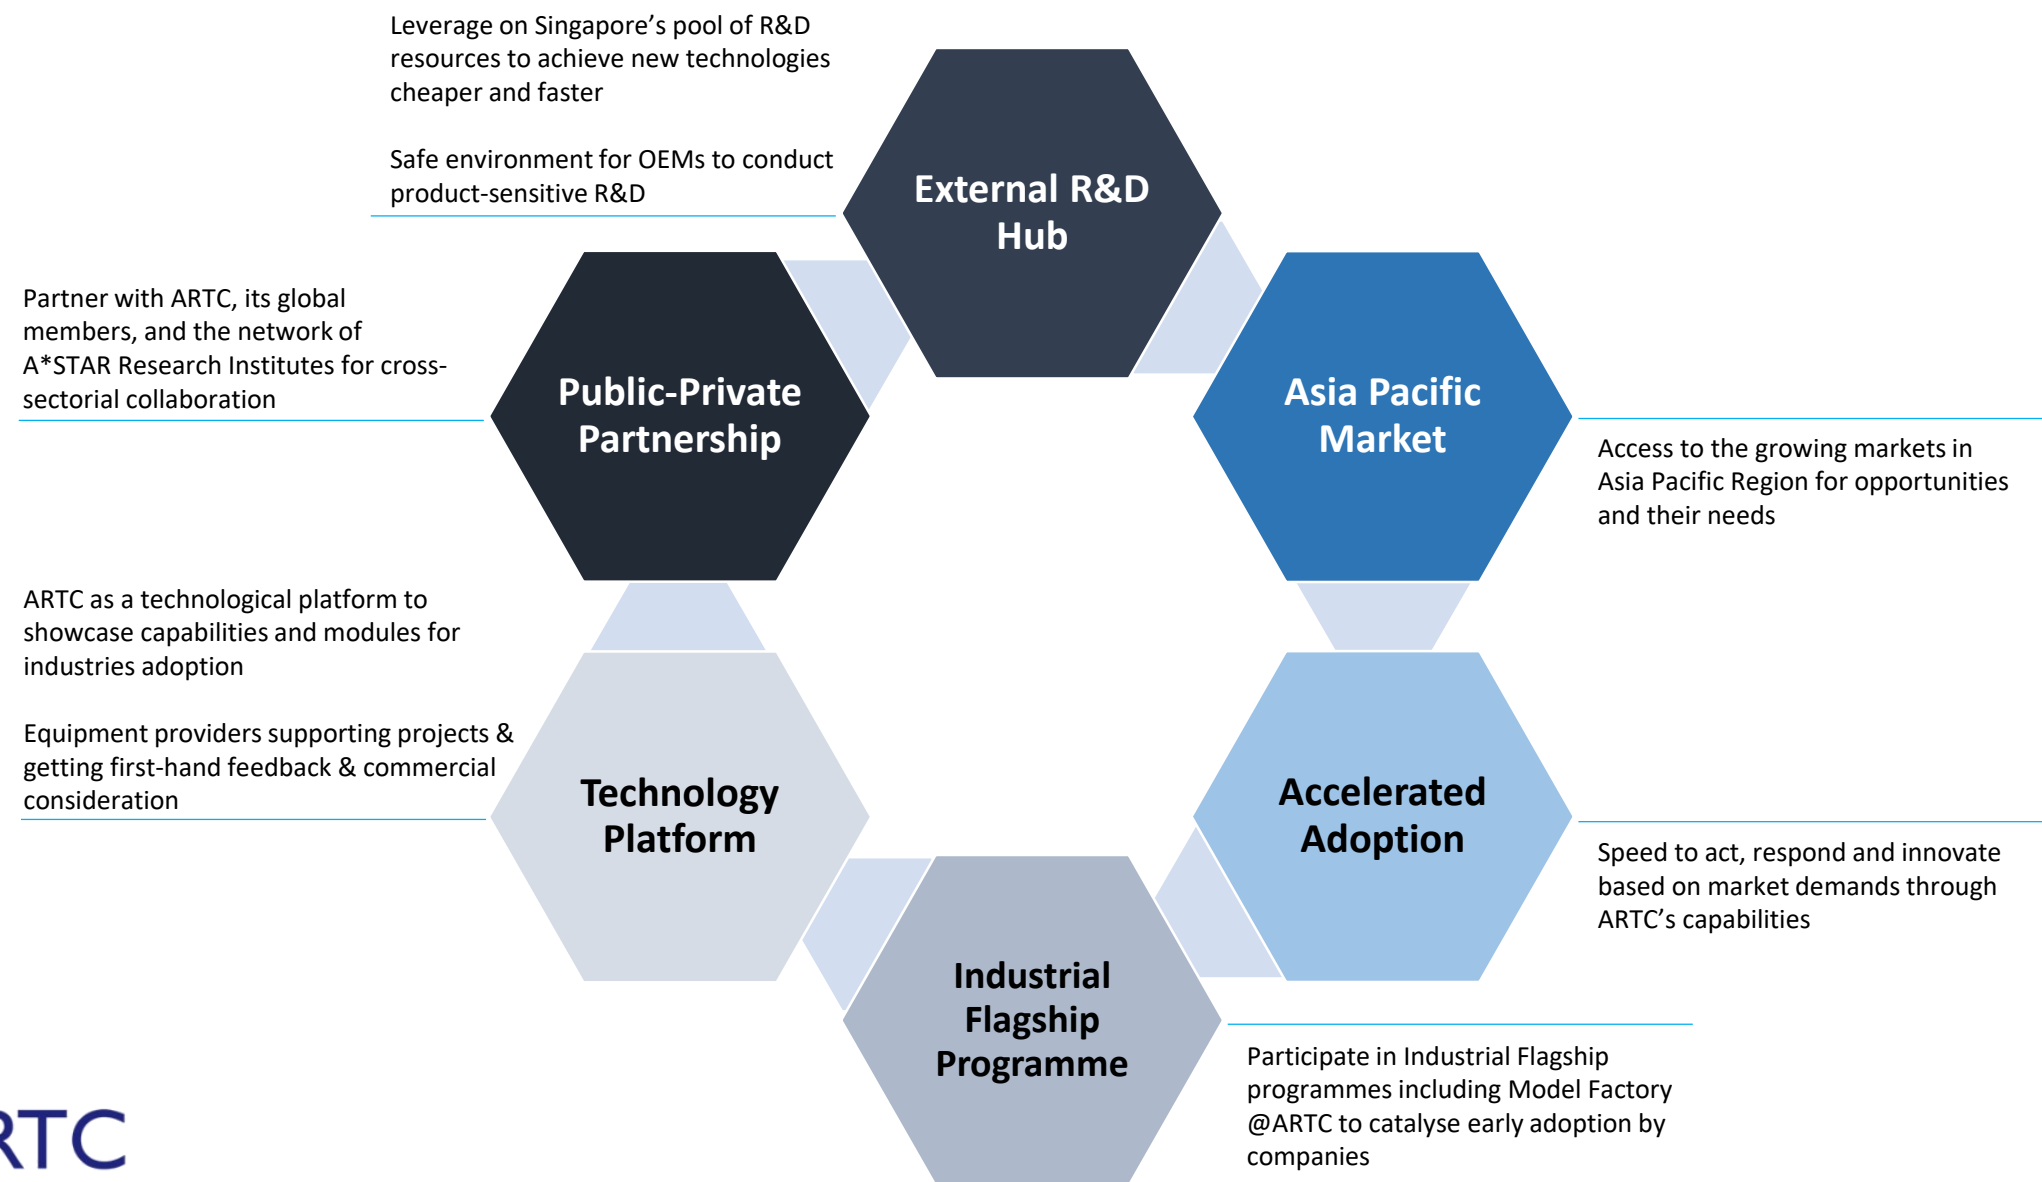 Leverage on Singapore's pool of R&D
resources to achieve new technologies
cheaper and faster
Safe environment for OEMs to conduct
product-sensitive R&D
External R&D
Hub
Partner with ARTC, its global
members, and the network of
A*STAR Research Institutes for cross-
sectorial collaboration
Public-Private
Partnership
Asia Pacific
Market
Access to the growing markets in
Asia Pacific Region for opportunities
and their needs
ARTC as a technological platform to
showcase capabilities and modules for
industries adoption
Equipment providers supporting projects &
getting first-hand feedback & commercial
consideration
Technology
Platform
Accelerated
Adoption
Speed to act, respond and innovate
based on market demands through
ARTC's capabilities
Industrial
Flagship
Programme
Participate in Industrial Flagship
programmes including Model Factory
@ARTC to catalyse early adoption by
companies
RTC